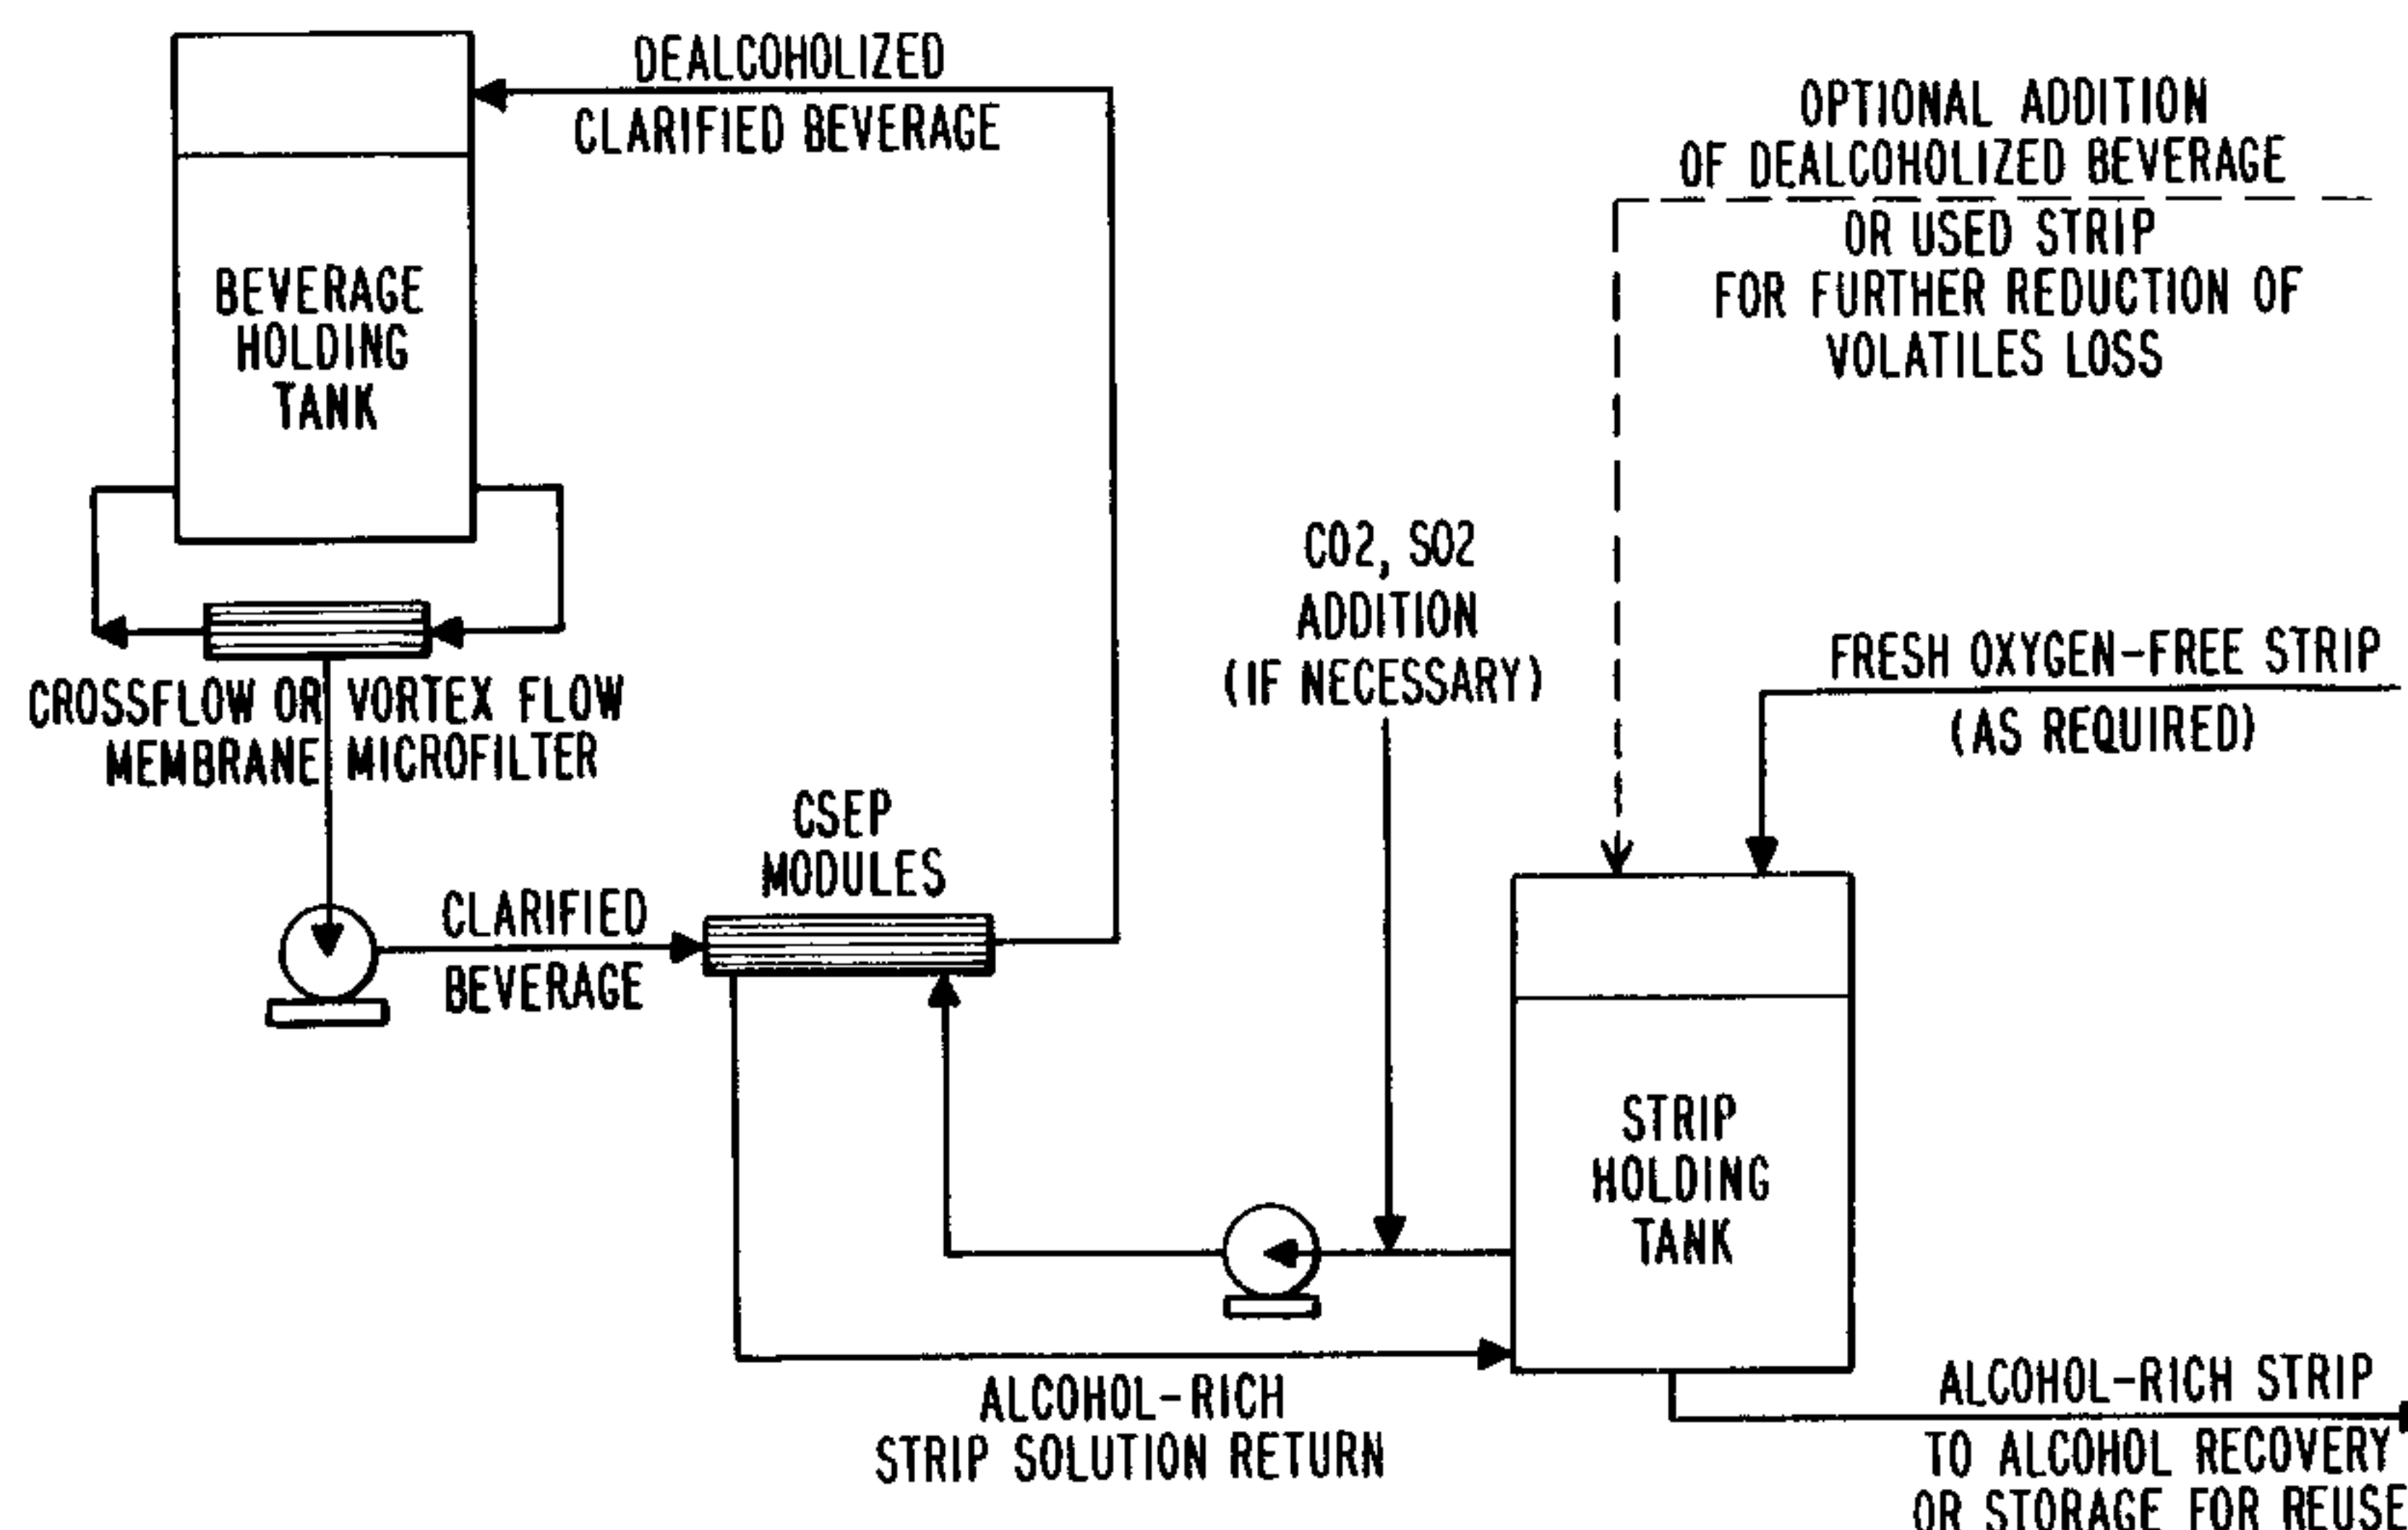 DEALCOHOLIZED
CLARIFIED BEVERAGE
OPTIONAL ADDITION
OF DEALCOHOLIZED BEVERAGE
OR USED STRIP
FOR FURTHER REDUCTION OF
VOLATILES LOSS
BEVERAGE
HOLDING
TANK
CO2, SO2
ADDITION
(IF NECESSARY)
FRESH OXYGEN-FREE STRIP
(AS REQUIRED)
CROSSFLOW OR VORTEX FLOW
MEMBRANE MICROFILTER
CSEP
MODULES
CLARIFIED
BEVERAGE
STRIP
HOLDING
TANK
ALCOHOL-RICH
STRIP SOLUTION RETURN
ALCOHOL-RICH STRIP
TO ALCOHOL RECOVERY
OR STORAGE FOR REUSE